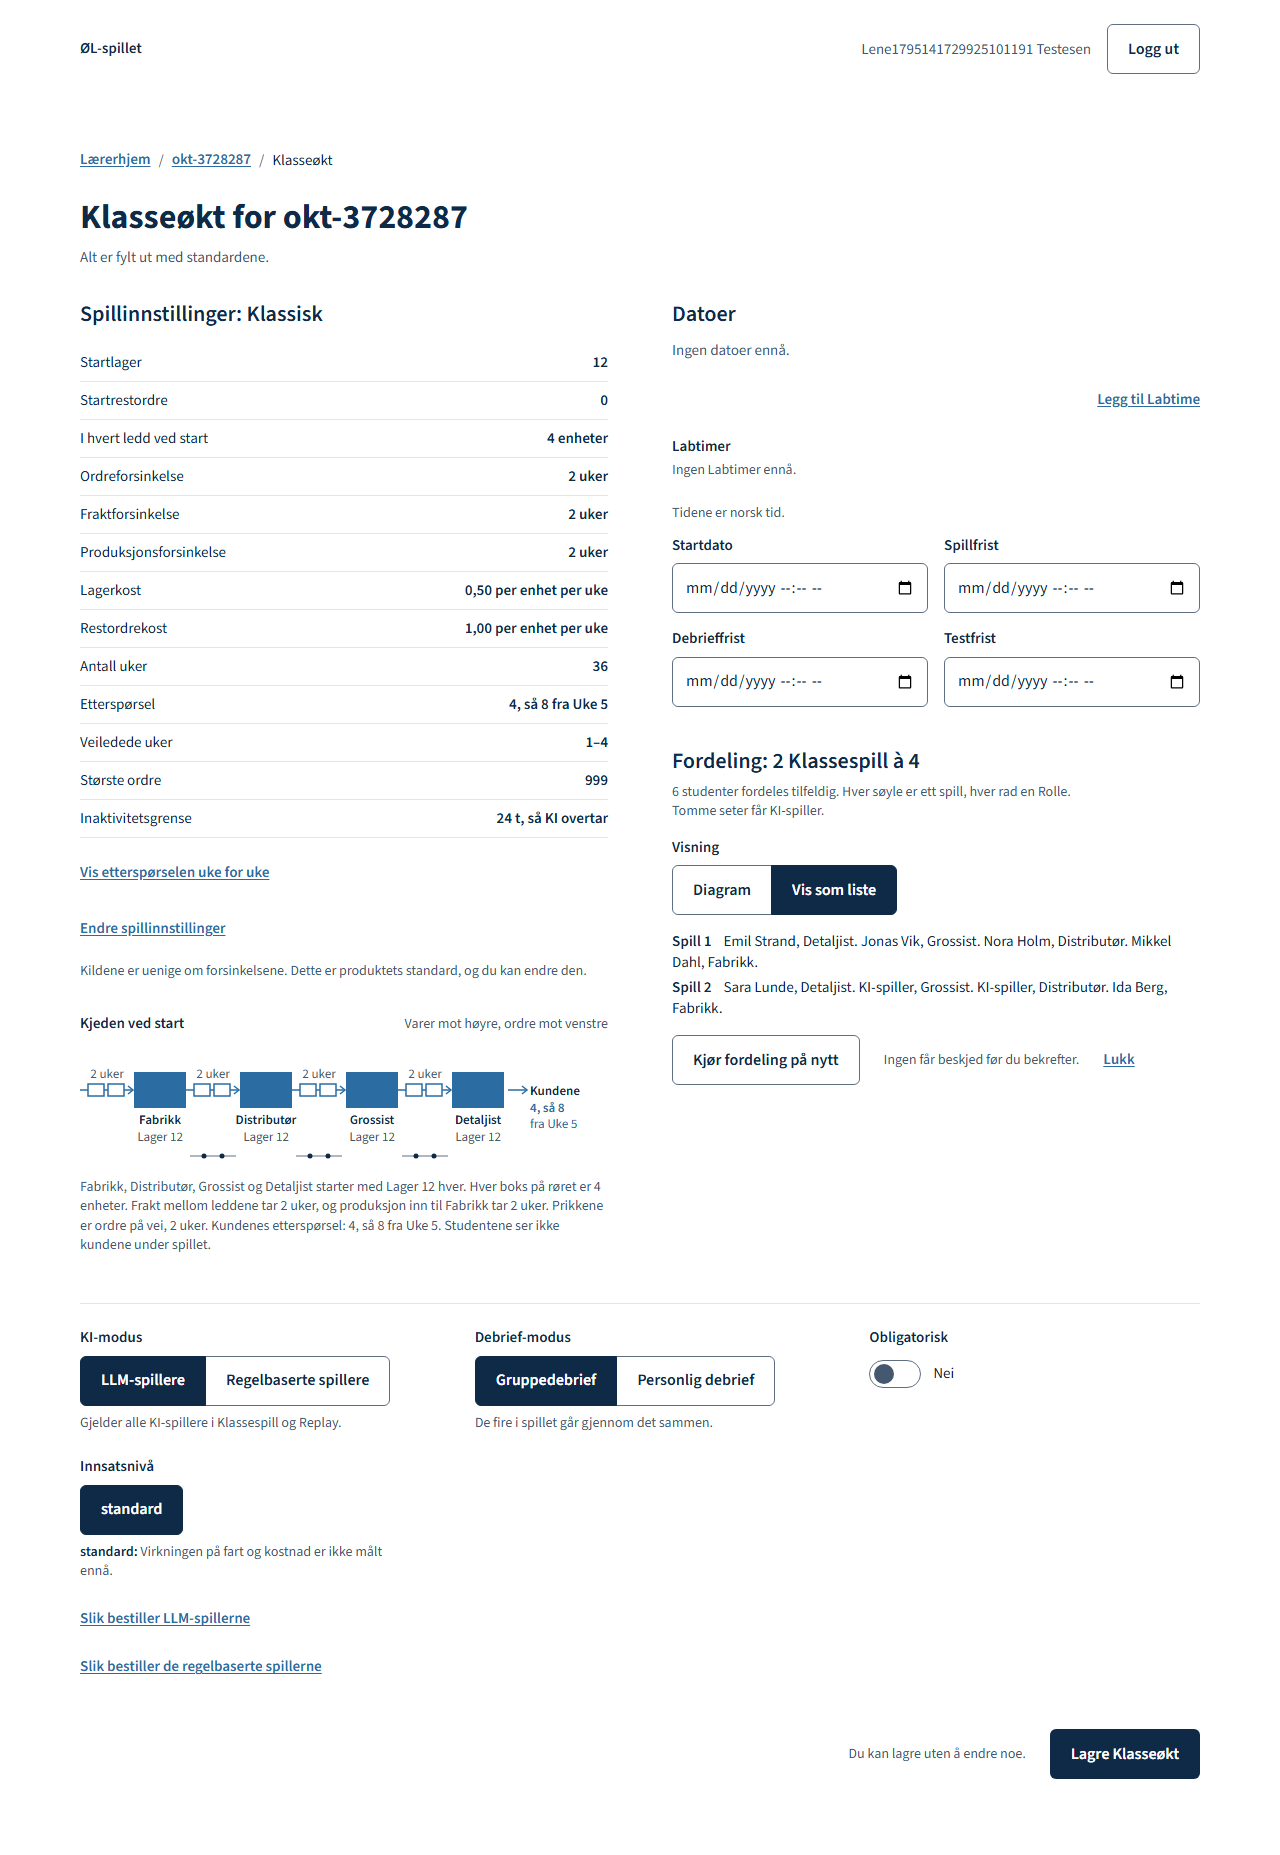 ØL-spillet
Lene1795141729925101191 Testesen
Logg ut
Lærerhjem / okt-3728287 / Klasseøkt
Klasseøkt for okt-3728287
Alt er fylt ut med standardene.
Spillinnstillinger: Klassisk
Startlager 12
Startrestordre 0
I hvert ledd ved start 4 enheter
Ordreforsinkelse 2 uker
Fraktforsinkelse 2 uker
Produksjonsforsinkelse 2 uker
Lagerkost 0,50 per enhet per uke
Restordrekost 1,00 per enhet per uke
Antall uker 36
Etterspørsel 4, så 8 fra Uke 5
Veiledede uker 1–4
Største ordre 999
Inaktivitetsgrense 24 t, så KI overtar
Vis etterspørselen uke for uke
Endre spillinnstillinger
Kildene er uenige om forsinkelsene. Dette er produktets standard, og du kan endre den.
Kjeden ved start Varer mot høyre, ordre mot venstre
2 uker 2 uker 2 uker 2 uker
Kundene
4, så 8
fra Uke 5
Fabrikk Distributør Grossist Detaljist
Lager 12 Lager 12 Lager 12 Lager 12
Fabrikk, Distributør, Grossist og Detaljist starter med Lager 12 hver. Hver boks på røret er 4
enheter. Frakt mellom leddene tar 2 uker, og produksjon inn til Fabrikk tar 2 uker. Prikkene
er ordre på vei, 2 uker. Kundenes etterspørsel: 4, så 8 fra Uke 5. Studentene ser ikke
kundene under spillet.
Datoer
Ingen datoer ennå.
Legg til Labtime
Labtimer
Ingen Labtimer ennå.
Tidene er norsk tid.
Startdato Spillfrist
mm/dd/yyyy --:-- -- mm/dd/yyyy --:-- --
Debrieffrist Testfrist
mm/dd/yyyy --:-- -- mm/dd/yyyy --:-- --
Fordeling: 2 Klassespill à 4
6 studenter fordeles tilfeldig. Hver søyle er ett spill, hver rad en Rolle.
Tomme seter får KI-spiller.
Visning
Diagram Vis som liste
Spill 1 Emil Strand, Detaljist. Jonas Vik, Grossist. Nora Holm, Distributør. Mikkel
Dahl, Fabrikk.
Spill 2 Sara Lunde, Detaljist. KI-spiller, Grossist. KI-spiller, Distributør. Ida Berg,
Fabrikk.
Kjør fordeling på nytt Ingen får beskjed før du bekrefter. Lukk
KI-modus
LLM-spillere Regelbaserte spillere
Gjelder alle KI-spillere i Klassespill og Replay.
Innsatsnivå
standard
standard: Virkningen på fart og kostnad er ikke målt
ennå.
Slik bestiller LLM-spillerne
Slik bestiller de regelbaserte spillerne
Debrief-modus
Gruppedebrief Personlig debrief
De fire i spillet går gjennom det sammen.
Obligatorisk
Nei
Du kan lagre uten å endre noe. Lagre Klasseøkt